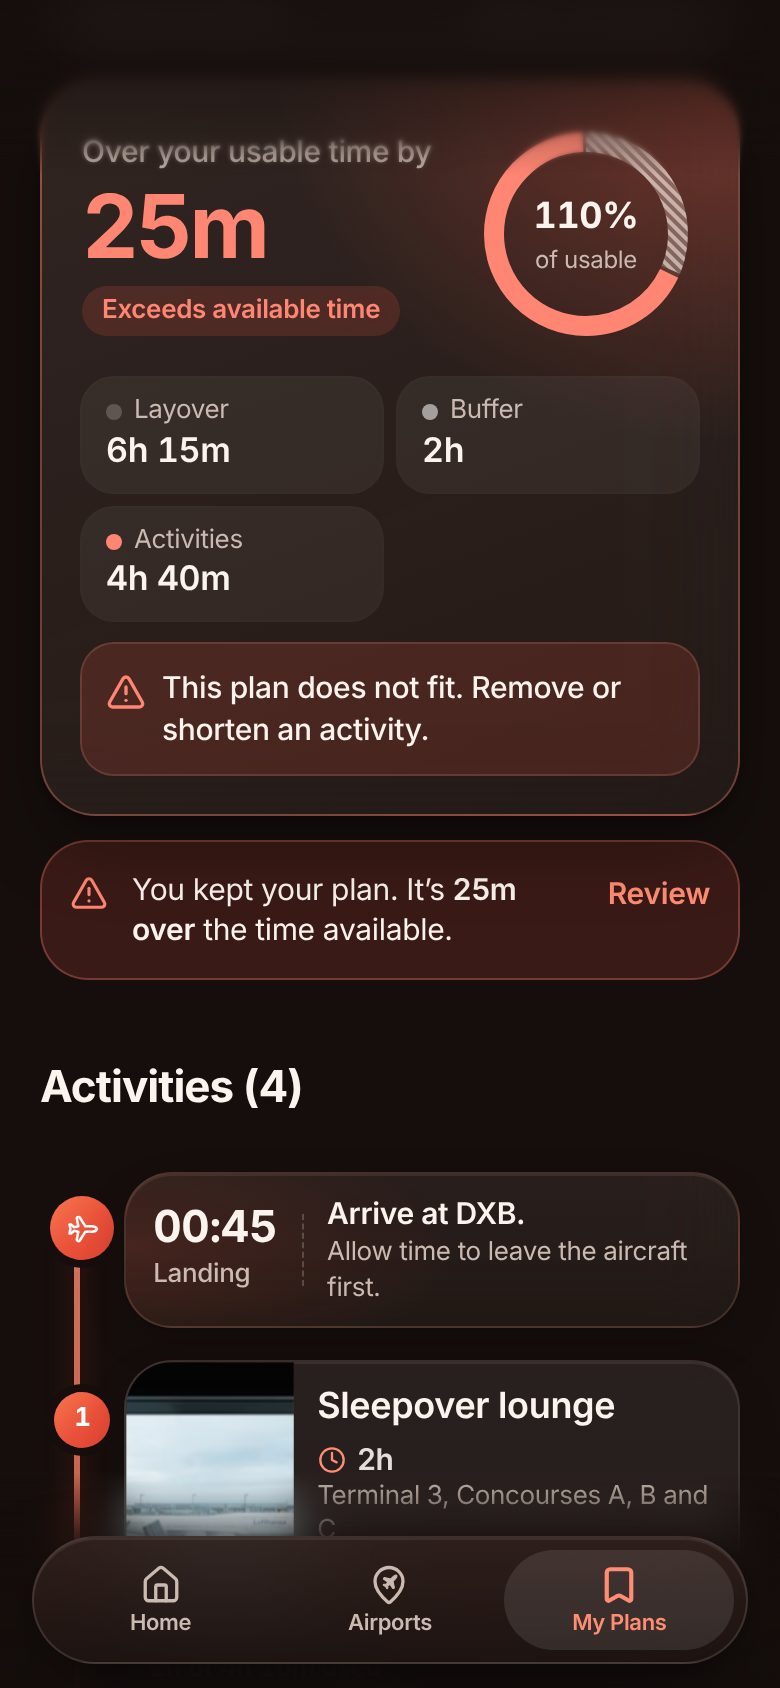 Over your usable time by
25m
Exceeds available time
110%
of usable
Layover
6h 15m
Buffer
2h
Activities
4h 40m
This plan does not fit. Remove or
shorten an activity.
You kept your plan. It’s 25m
over the time available.
Review
Activities (4)
00:45
Landing
Arrive at DXB.
Allow time to leave the aircraft
first.
1
Sleepover lounge
2h
Terminal 3, Concourses A, B and
C
Home
Airports
My Plans